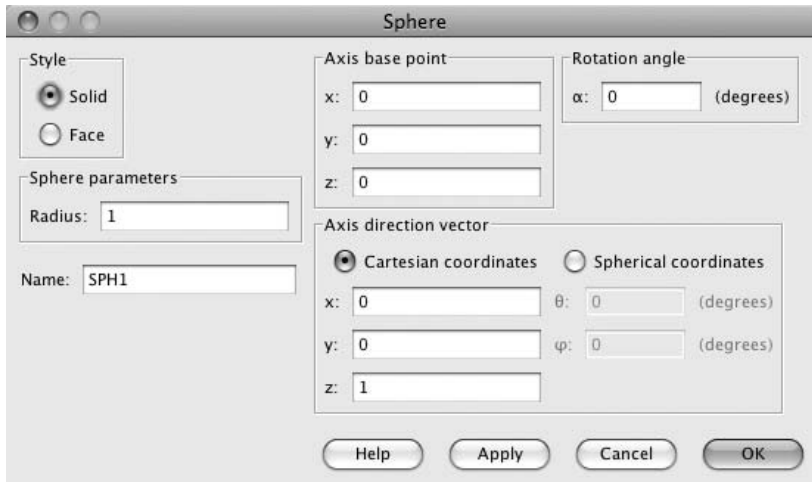 Sphere
Style
Solid
Face
Sphere parameters
Radius: 1
Name: SPH1
Axis base point
x: 0
y: 0
z: 0
Rotation angle
α: 0 (degrees)
Axis direction vector
Cartesian coordinates Spherical coordinates
x: 0 θ: 0 (degrees)
y: 0 φ: 0 (degrees)
z: 1
Help Apply Cancel OK